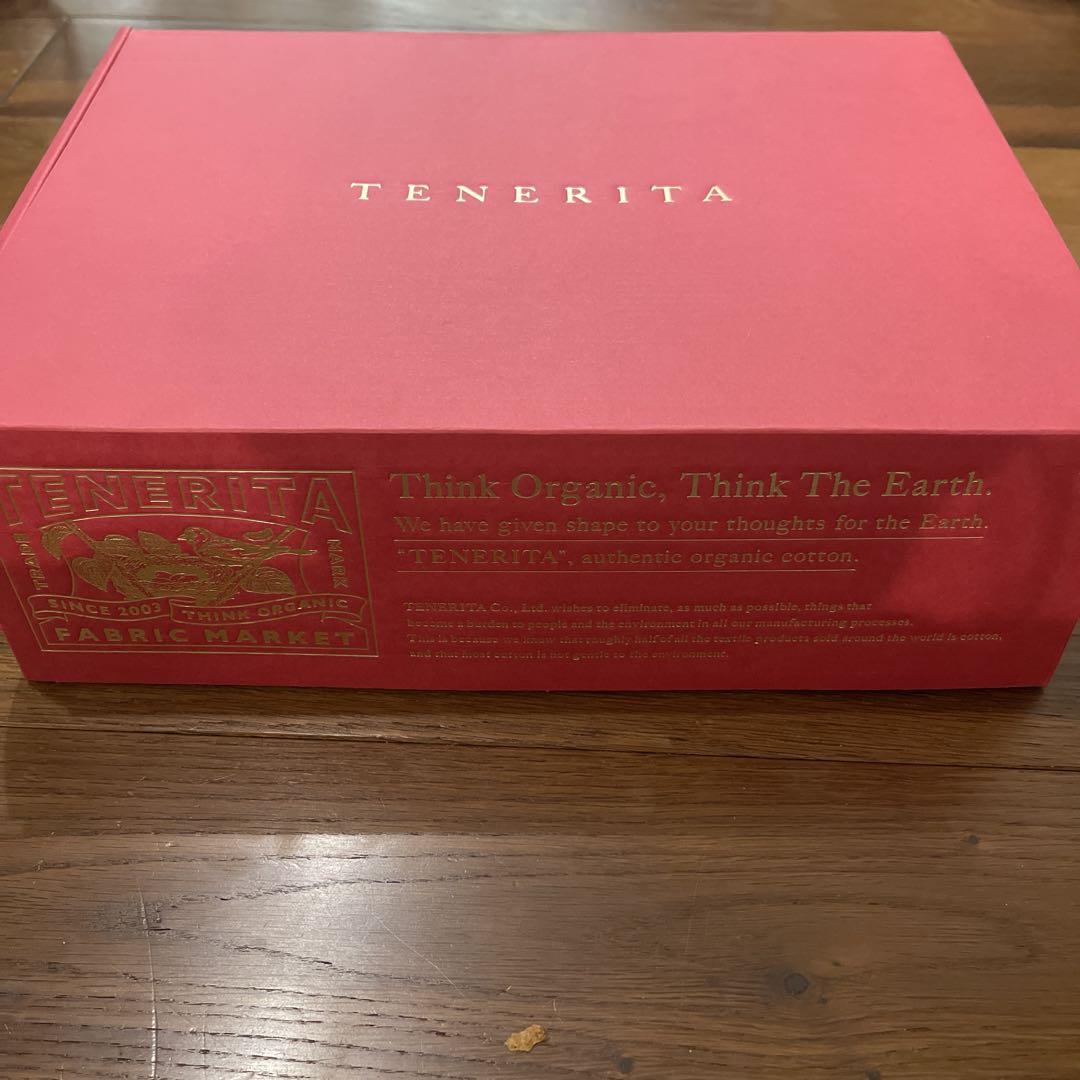 TENERITA
TENERITA
TRADE MARK
SINCE 2003 THINK ORGANIC
FABRIC MARKET
Think Organic, Think The Earth.
We have given shape to your thoughts for the Earth.
"TENERITA", authentic organic cotton.
TENERITA Co., Ltd. wishes to eliminate, as much as possible, things that
become a burden to people and the environment in all our manufacturing processes.
This is because we know that roughly half of all the textile products sold around the world is cotton,
and that most cotton is not gentle to the environment.